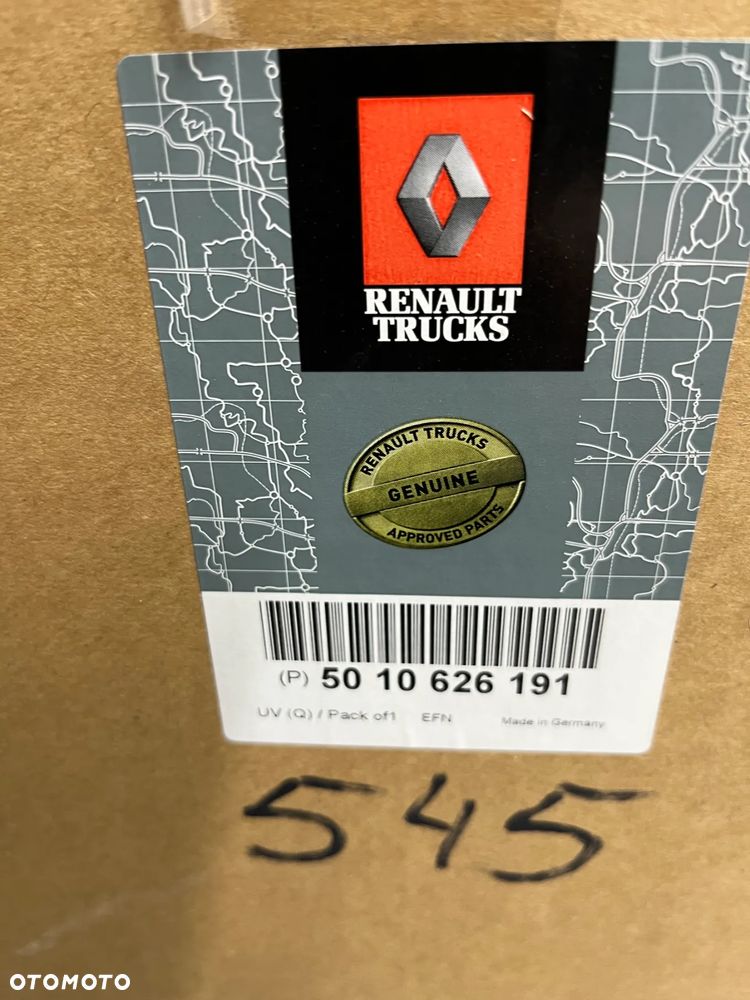 RENAULT
TRUCKS
RENAULT TRUCKS
GENUINE
APPROVED PARTS
(P) 50 10 626 191
UV (Q) / Pack of1 EFN Made in Germany
545
OTOMOTO